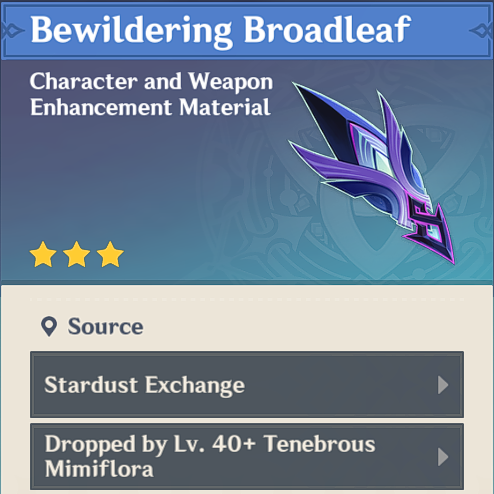 Bewildering Broadleaf
Character and Weapon
Enhancement Material
Source
Stardust Exchange
Dropped by Lv. 40+ Tenebrous
Mimiflora